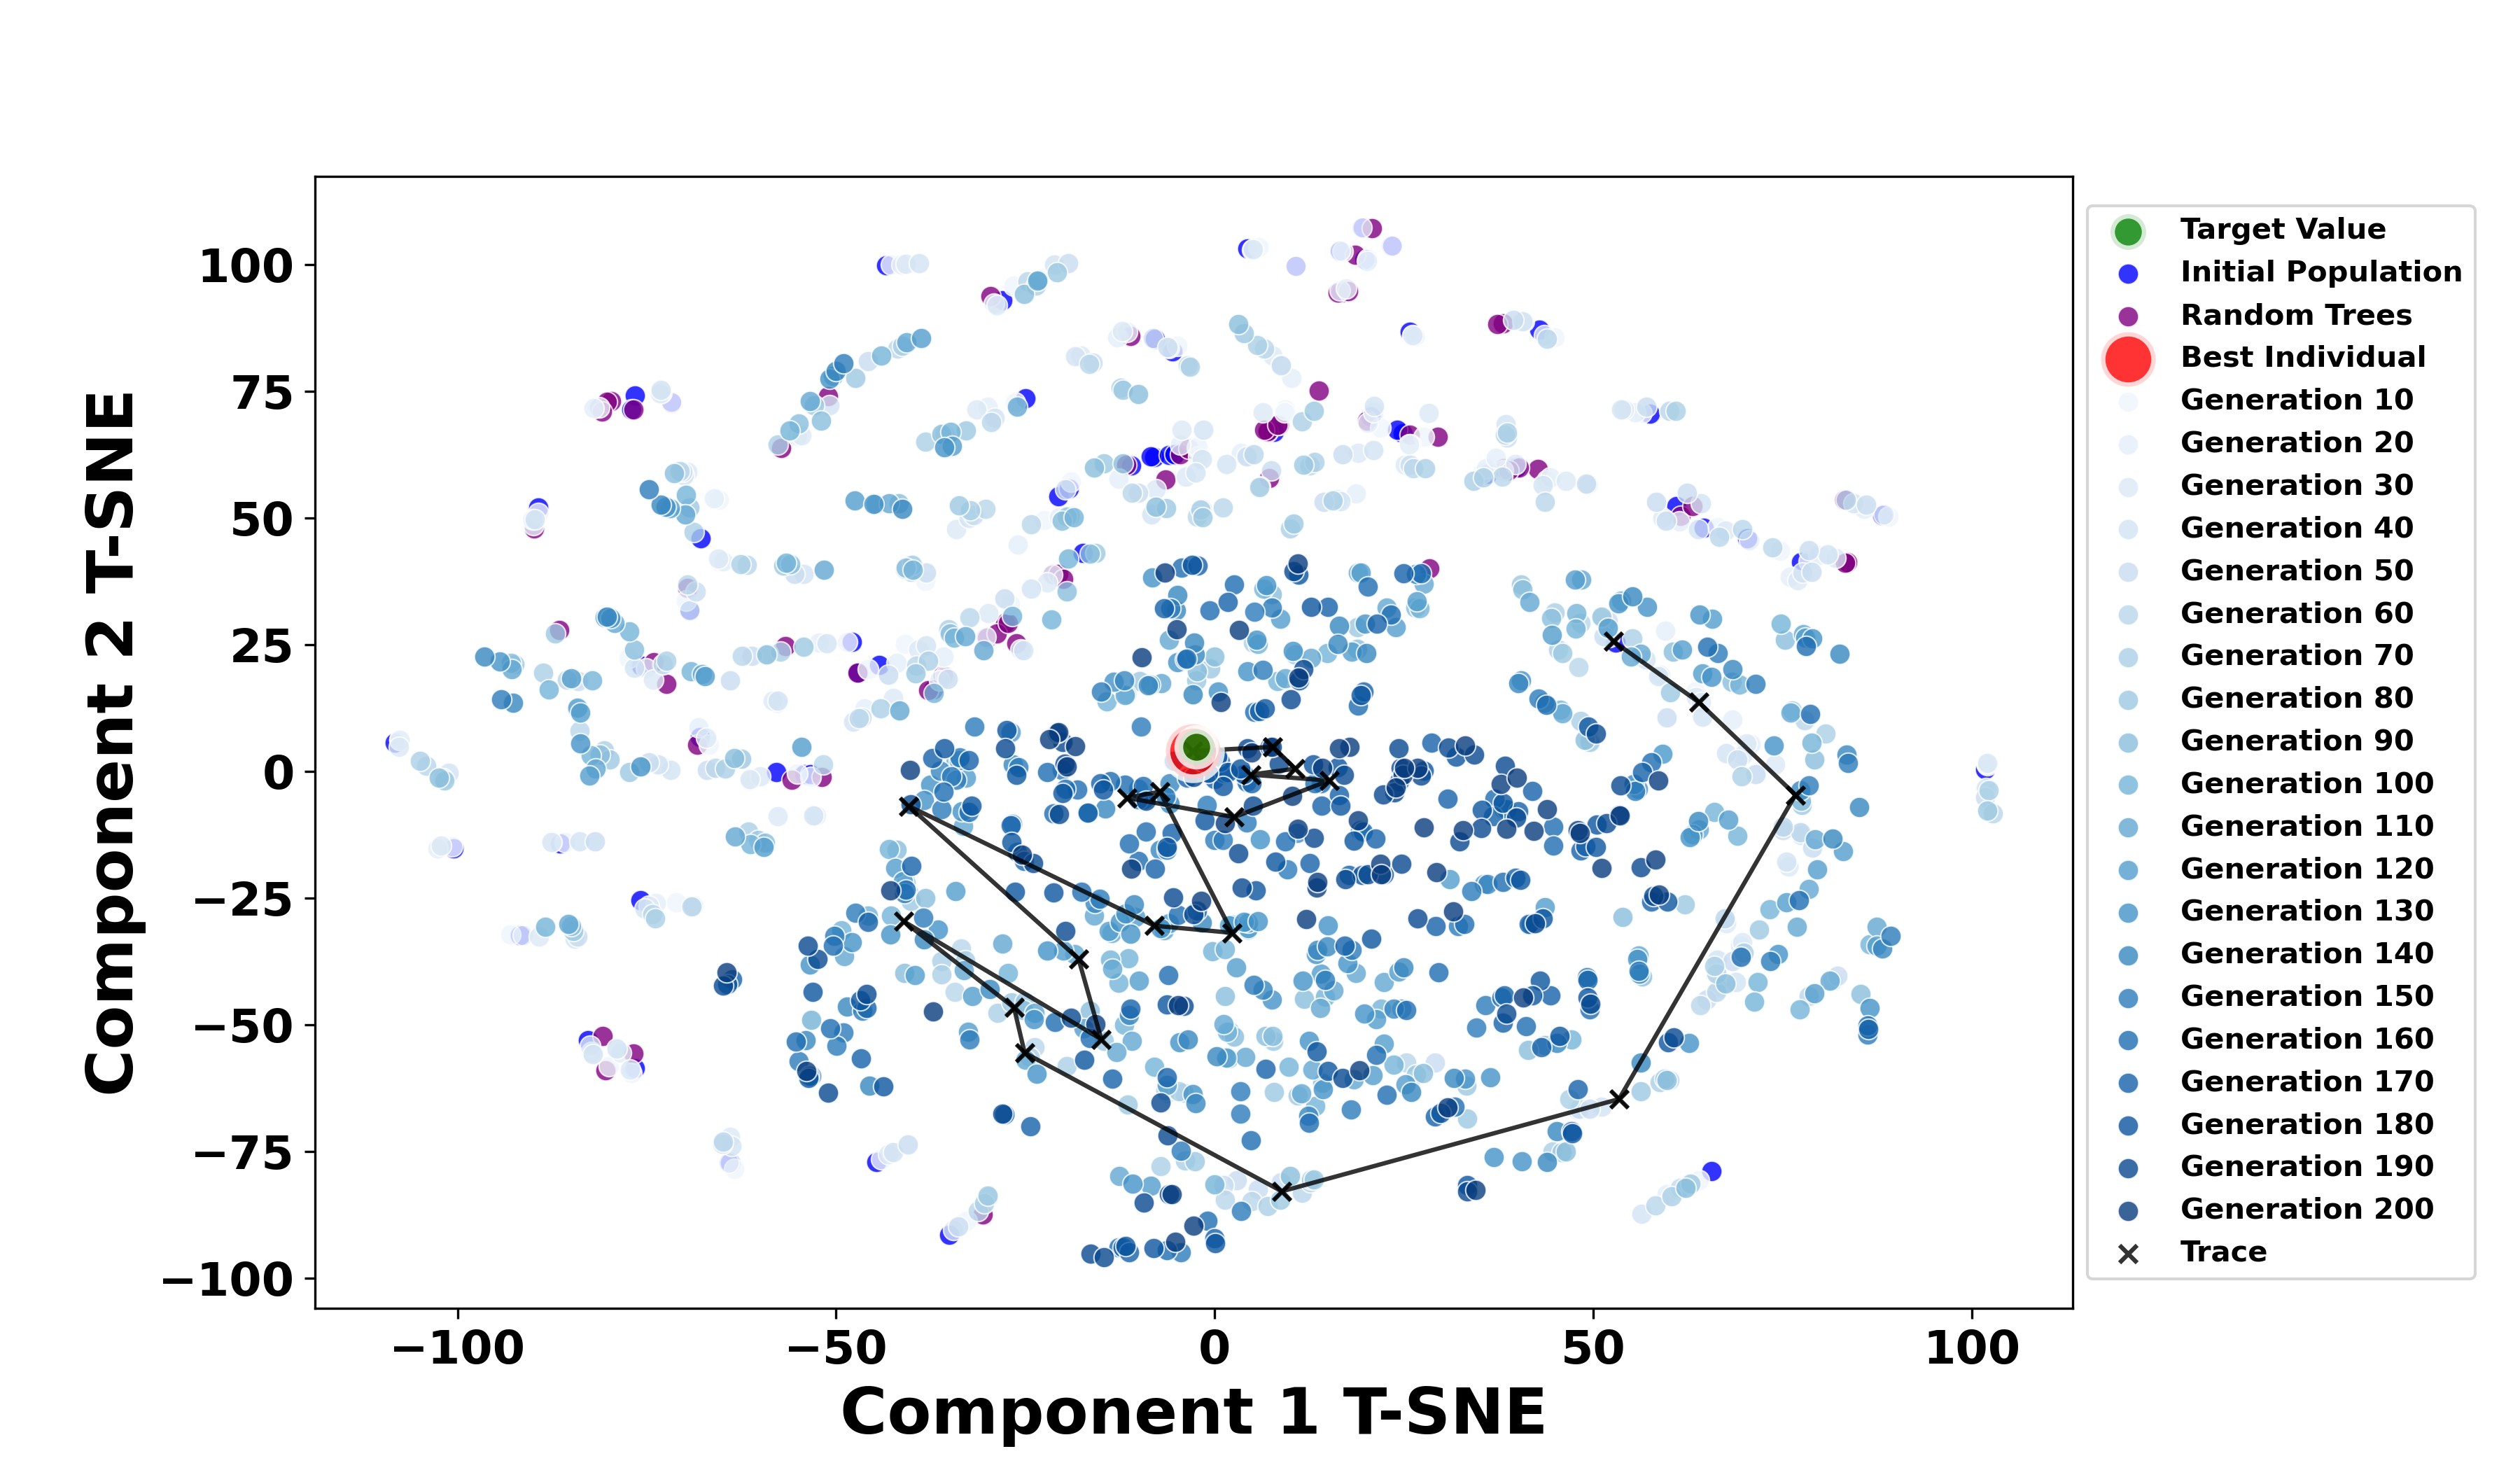 Component 2 T-SNE
100
75
50
25
0
−25
−50
−75
−100
−100
−50
0
50
100
Component 1 T-SNE
Target Value
Initial Population
Random Trees
Best Individual
Generation 10
Generation 20
Generation 30
Generation 40
Generation 50
Generation 60
Generation 70
Generation 80
Generation 90
Generation 100
Generation 110
Generation 120
Generation 130
Generation 140
Generation 150
Generation 160
Generation 170
Generation 180
Generation 190
Generation 200
Trace